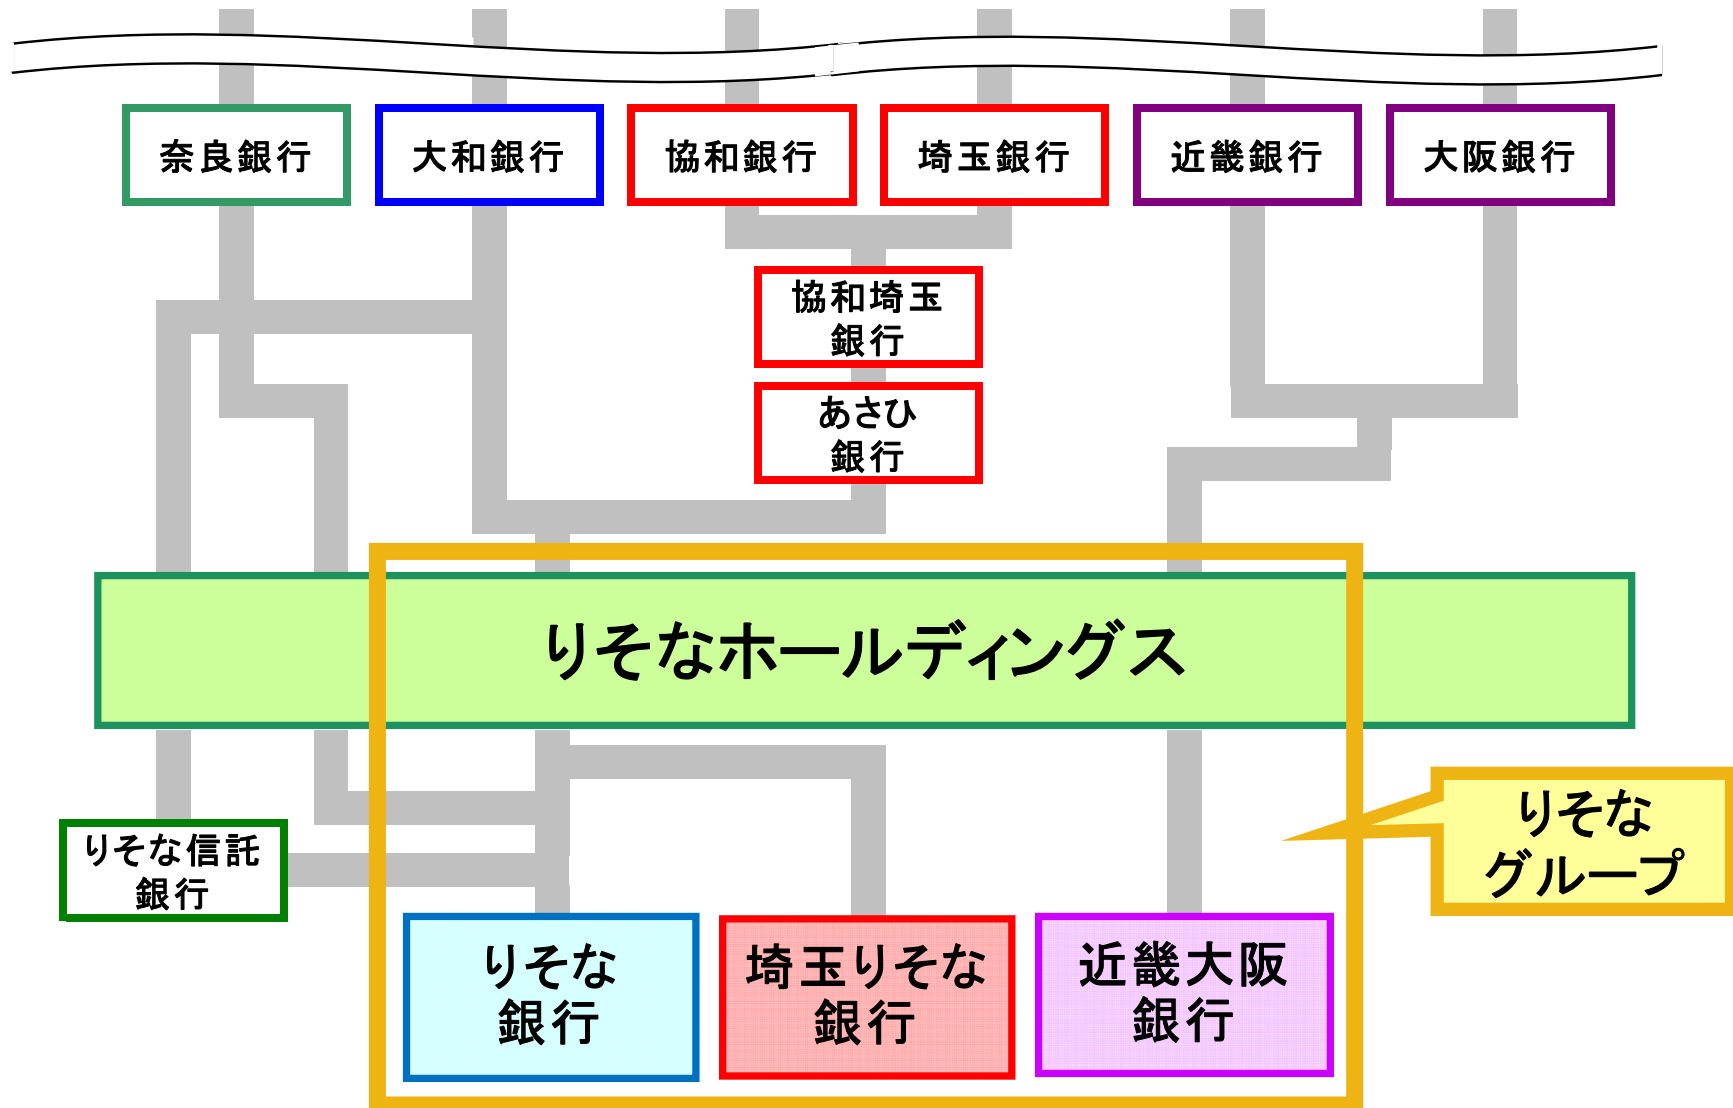 奈良銀行
大和銀行
協和銀行
埼玉銀行
近畿銀行
大阪銀行
協和埼玉
銀行
あさひ
銀行
りそなホールディングス
りそな
グループ
りそな信託
銀行
りそな
銀行
埼玉りそな
銀行
近畿大阪
銀行